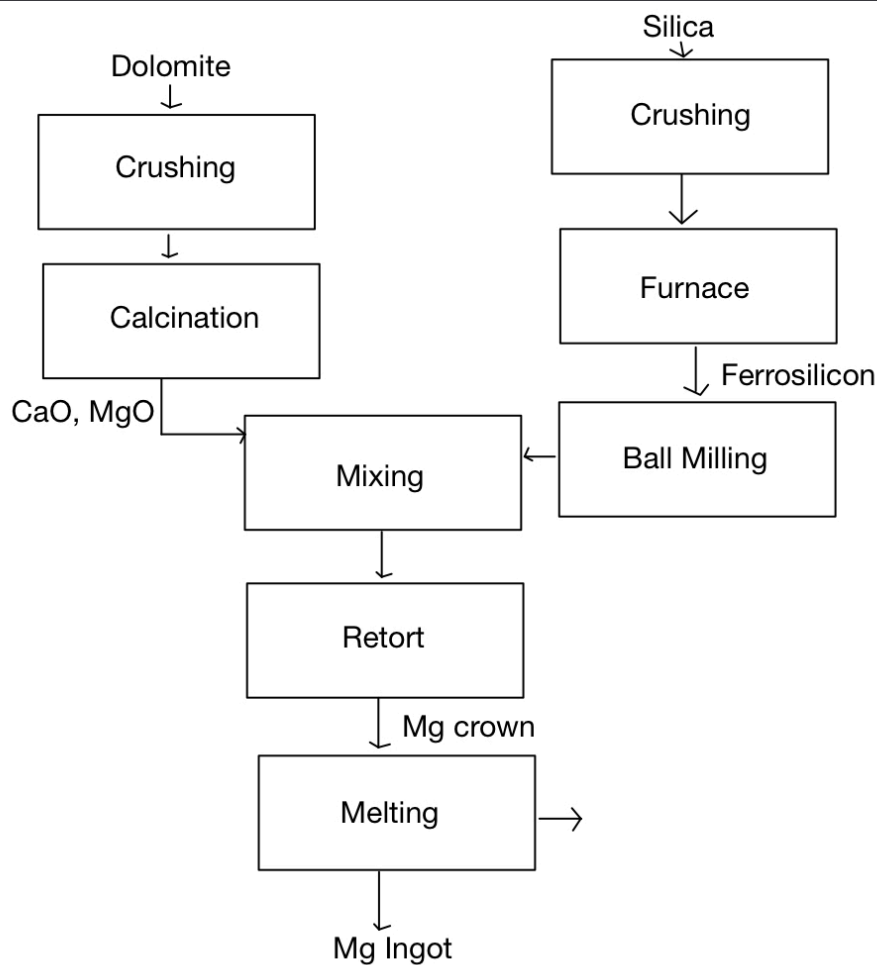 Silica
Dolomite
Crushing
Crushing
Calcination
Furnace
Ferrosilicon
CaO, MgO
Ball Milling
Mixing
Retort
Mg crown
Melting
Mg Ingot